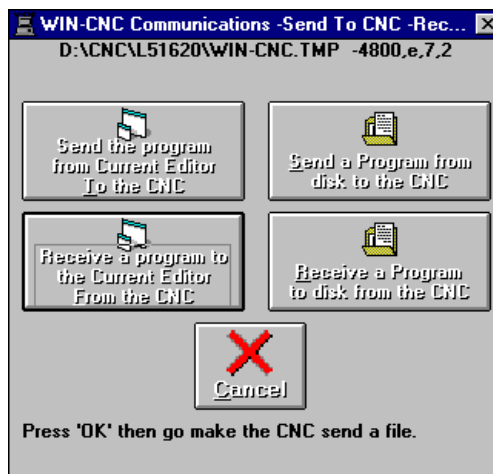 WIN-CNC Communications -Send To CNC -Rec...
D:\CNC\L51620\WIN-CNC.TMP -4800,e,7,2
Send the program
from Current Editor
To the CNC
Send a Program from
disk to the CNC
Receive a program to
the Current Editor
From the CNC
Receive a Program
to disk from the CNC
Cancel
Press 'OK' then go make the CNC send a file.